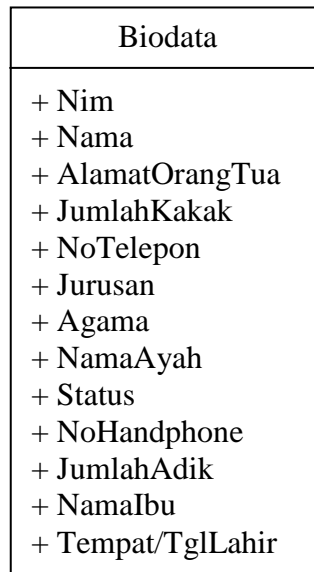 Biodata
+ Nim
+ Nama
+ AlamatOrangTua
+ JumlahKakak
+ NoTelepon
+ Jurusan
+ Agama
+ NamaAyah
+ Status
+ NoHandphone
+ JumlahAdik
+ NamaIbu
+ Tempat/TglLahir